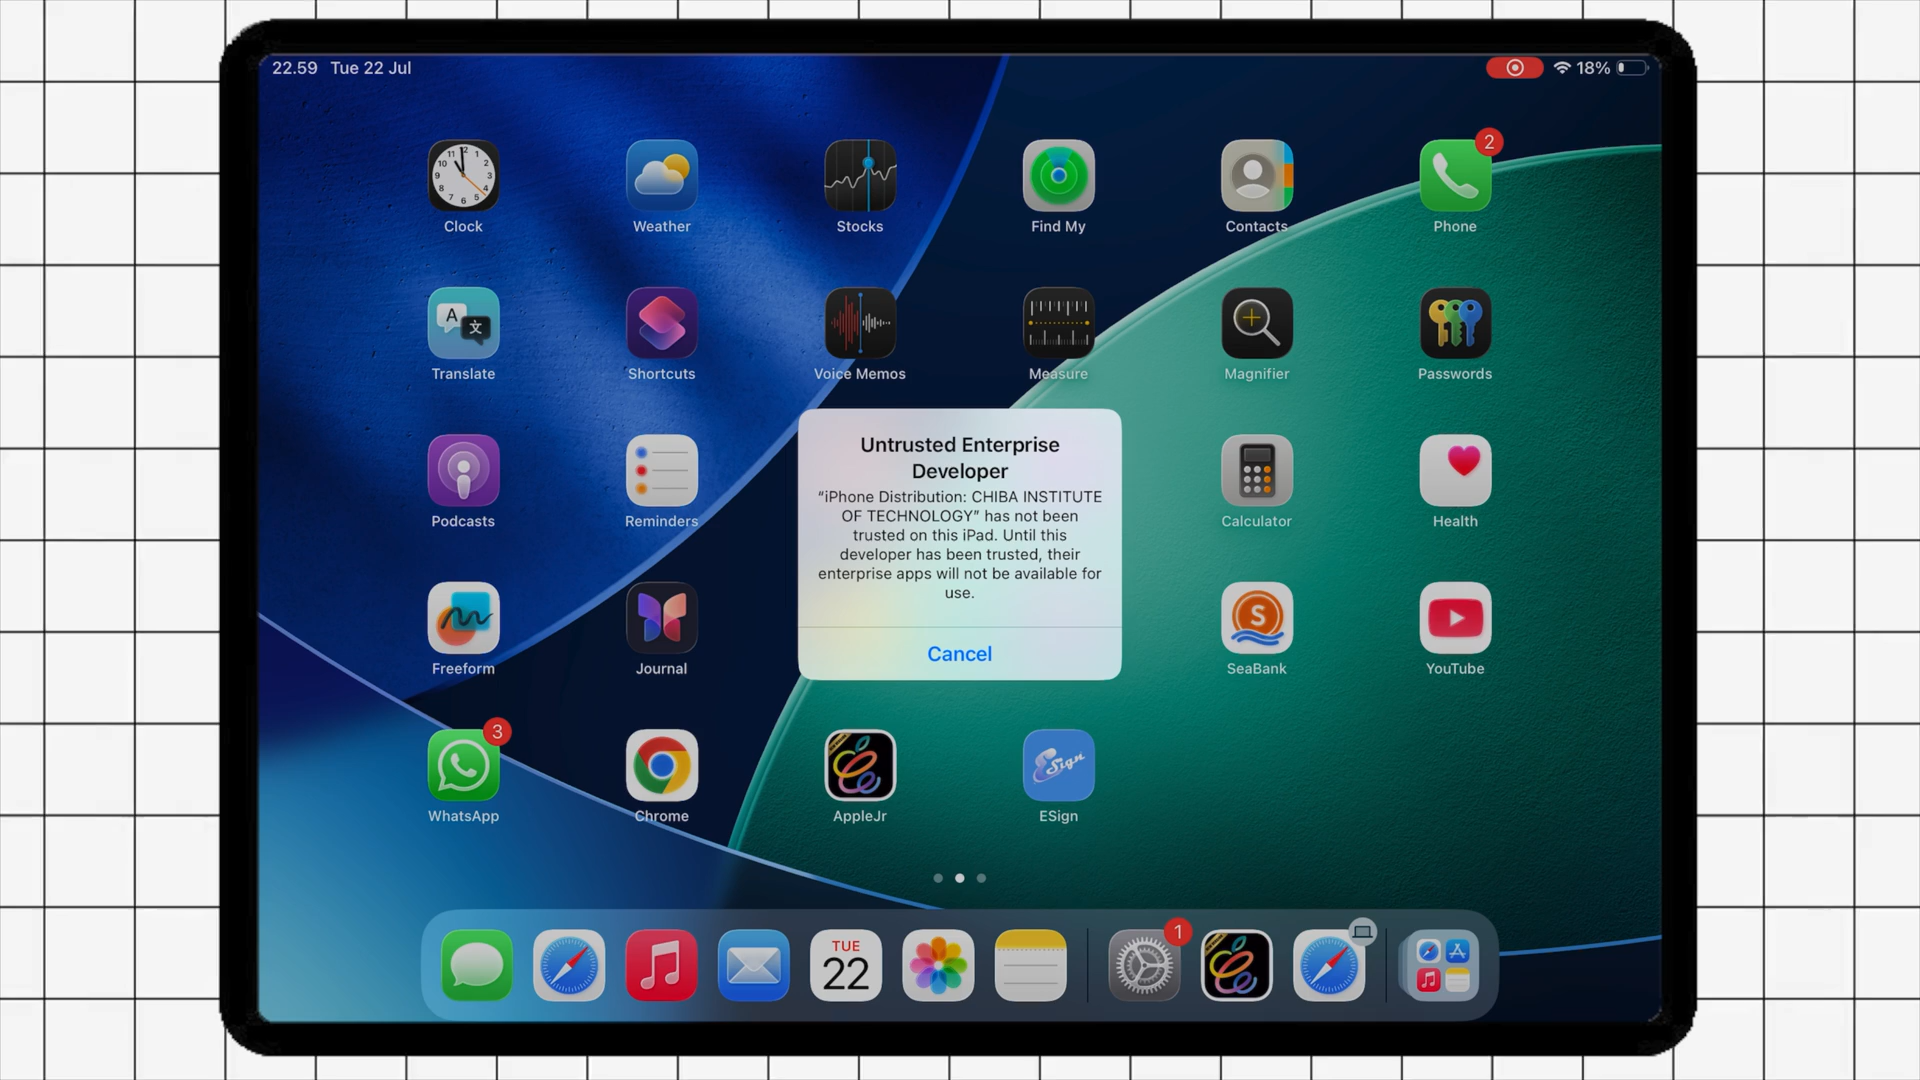 22.59 Tue 22 Jul
18%
2
Clock
Weather
Stocks
Find My
Contacts
Phone
A
文
Translate
Shortcuts
Voice Memos
Measure
Magnifier
Passwords
Untrusted Enterprise
Developer
“iPhone Distribution: CHIBA INSTITUTE
OF TECHNOLOGY” has not been
trusted on this iPad. Until this
developer has been trusted, their
enterprise apps will not be available for
use.
Cancel
Podcasts
Reminders
Calculator
Health
S
Freeform
Journal
SeaBank
YouTube
3
ESign
WhatsApp
Chrome
AppleJr
ESign
TUE
22
1